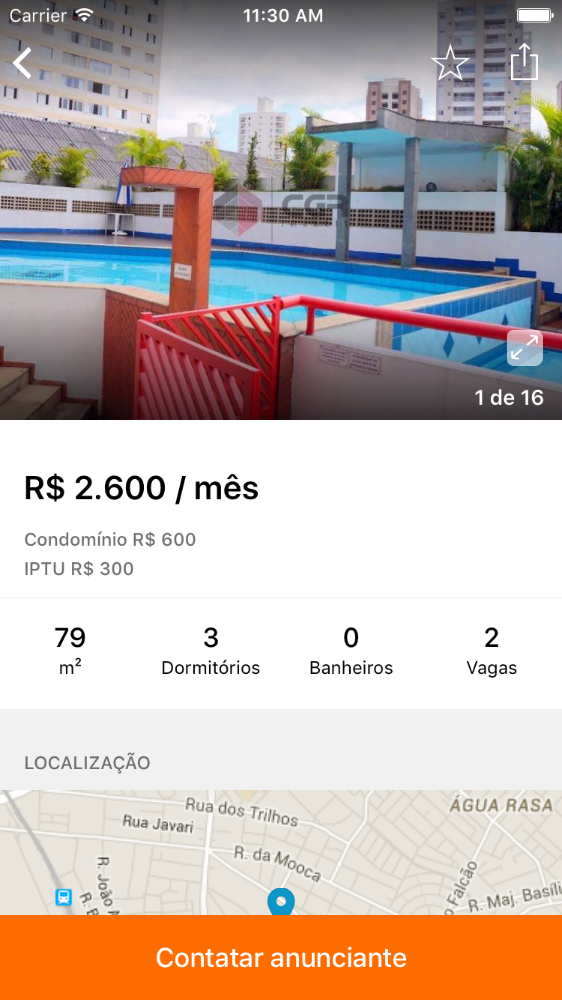 Carrier
11:30 AM
CGR
1 de 16
R$ 2.600 / mês
Condomínio R$ 600
IPTU R$ 300
79 3 0 2
m² Dormitórios Banheiros Vagas
LOCALIZAÇÃO
ÁGUA RASA
Rua dos Trilhos
Rua Javari
R. da Mooca
R. João
Falcão
R. Maj. Basíli
Contatar anunciante